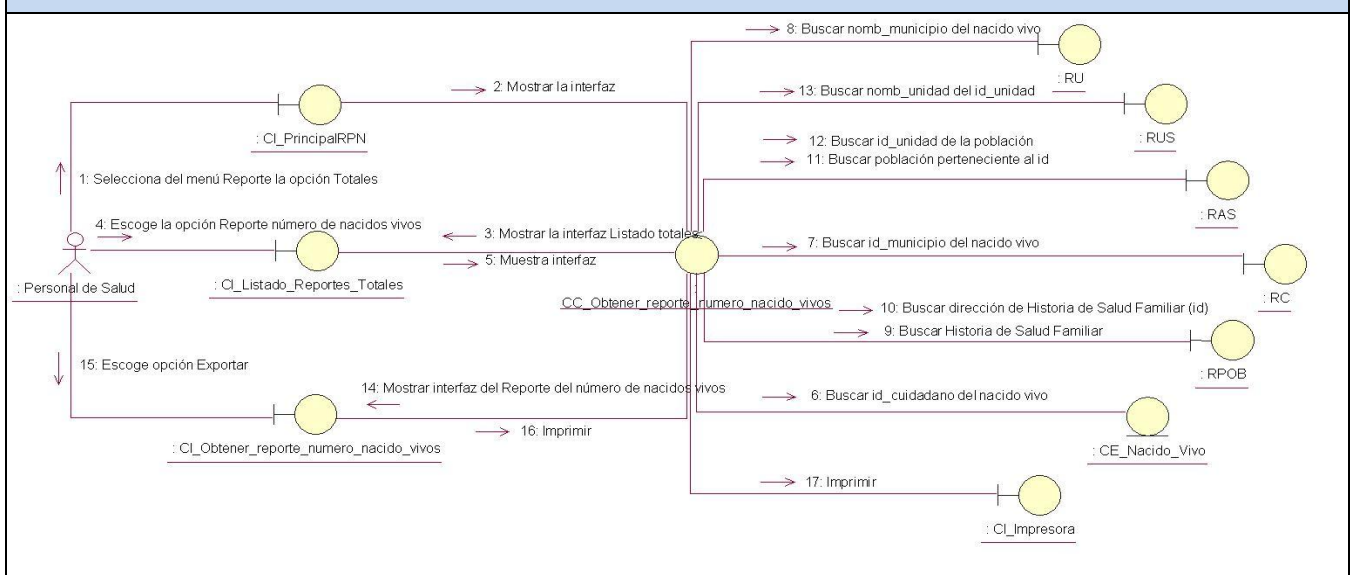 8: Buscar nomb_municipio del nacido vivo
: RU
2: Mostrar la interfaz
13: Buscar nomb_unidad del id_unidad
: RUS
: CI_PrincipalRPN
12: Buscar id_unidad de la población
11: Buscar población perteneciente al id
: RAS
1: Selecciona del menú Reporte la opción Totales
4: Escoge la opción Reporte número de nacidos vivos
3: Mostrar la interfaz Listado totales
7: Buscar id_municipio del nacido vivo
5: Muestra interfaz
: Personal de Salud
: CI_Listado_Reportes_Totales
:
CC_Obtener_reporte_numero_nacido_vivos
: RC
10: Buscar dirección de Historia de Salud Familiar (id)
9: Buscar Historia de Salud Familiar
: RPOB
15: Escoge opción Exportar
14: Mostrar interfaz del Reporte del número de nacidos vivos
6: Buscar id_cuidadano del nacido vivo
16: Imprimir
: CI_Obtener_reporte_numero_nacido_vivos
: CE_Nacido_Vivo
17: Imprimir
: CI_Impresora